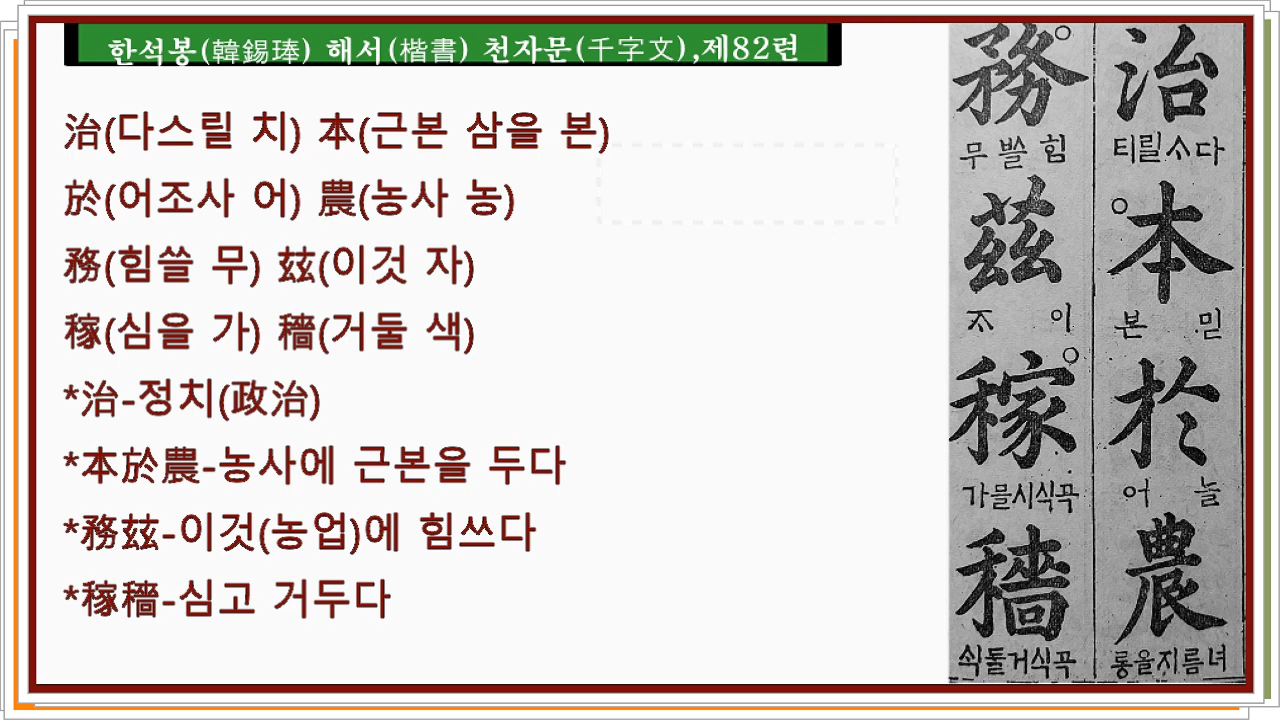 한석봉(韓錫琫) 해서(楷書) 천자문(千字文),제82련
治(다스릴 치) 本(근본 삼을 본)
於(어조사 어) 農(농사 농)
務(힘쓸 무) 玆(이것 자)
稼(심을 가) 穡(거둘 색)
*治-정치(政治)
*本於農-농사에 근본을 두다
*務玆-이것(농업)에 힘쓰다
*稼穡-심고 거두다
治
다ᄉᆞ릴티
本
믿 본
於
늘 어
農
녀름지을롱
務
힘 ᄡᅳᆯ 무
玆
이 ᄌᆞ
稼
곡식시믈가
穡
곡식거둘식